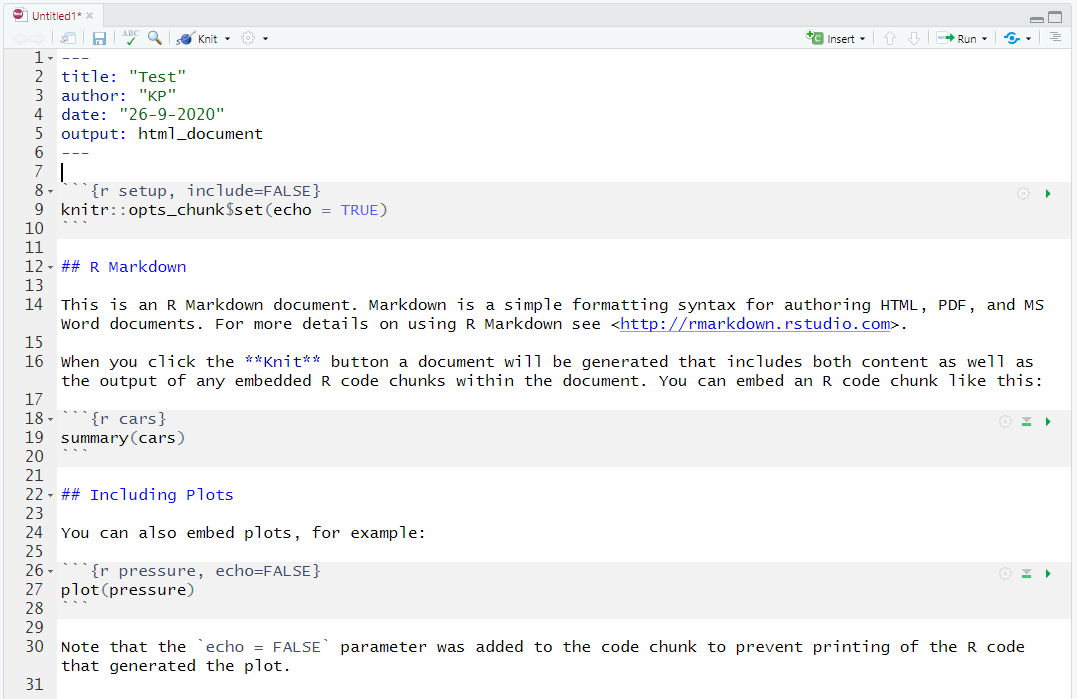 Untitled1*
ABC Knit Insert Run
1 ---
2 title: "Test"
3 author: "KP"
4 date: "26-9-2020"
5 output: html_document
6 ---
7
8 ```{r setup, include=FALSE}
9 knitr::opts_chunk$set(echo = TRUE)
10 ```
11
12 ## R Markdown
13
14 This is an R Markdown document. Markdown is a simple formatting syntax for authoring HTML, PDF, and MS
Word documents. For more details on using R Markdown see <http://rmarkdown.rstudio.com>.
15
16 When you click the **Knit** button a document will be generated that includes both content as well as
the output of any embedded R code chunks within the document. You can embed an R code chunk like this:
17
18 ```{r cars}
19 summary(cars)
20 ```
21
22 ## Including Plots
23
24 You can also embed plots, for example:
25
26 ```{r pressure, echo=FALSE}
27 plot(pressure)
28 ```
29
30 Note that the `echo = FALSE` parameter was added to the code chunk to prevent printing of the R code
that generated the plot.
31